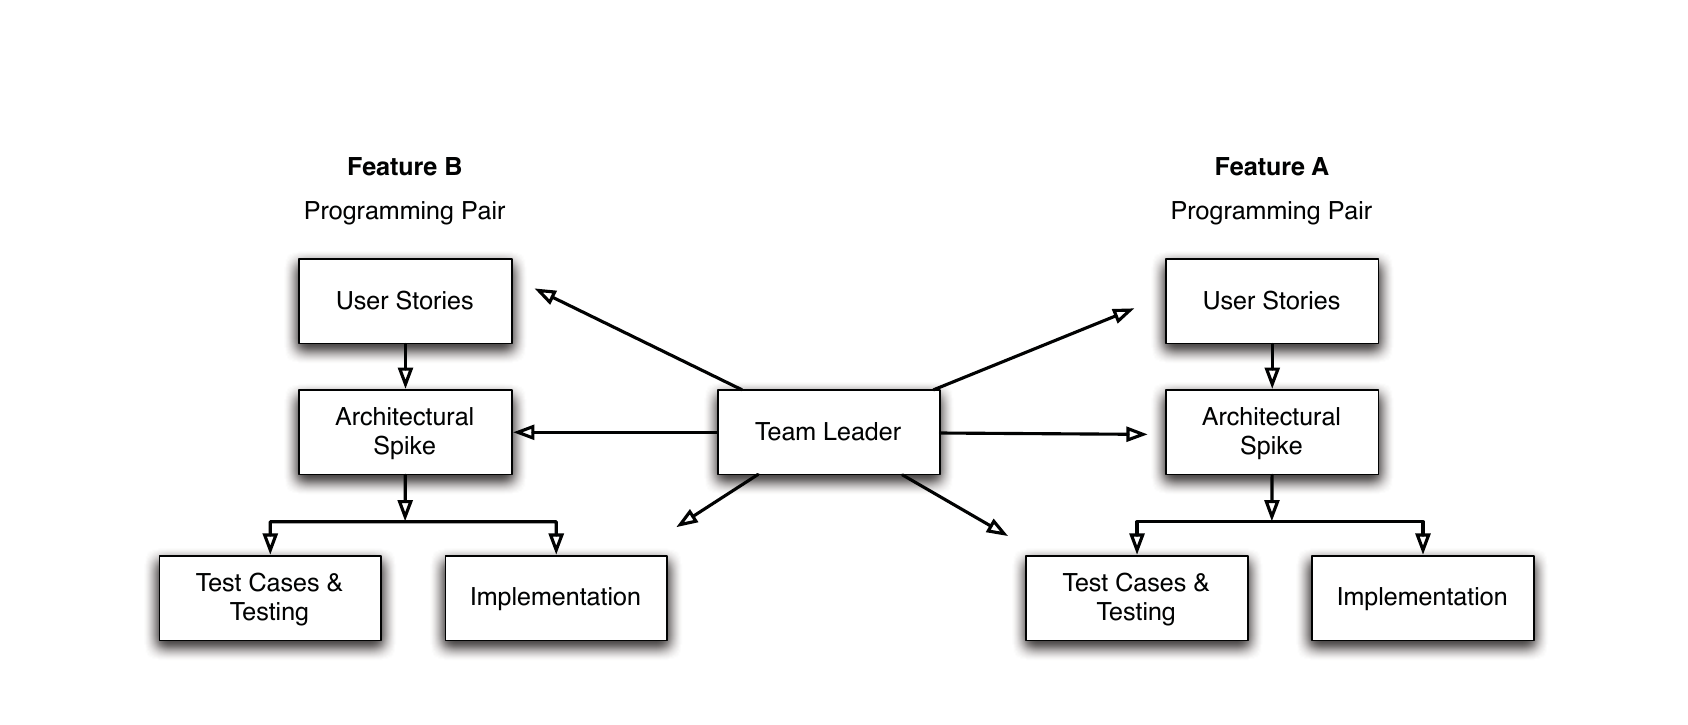 Feature B
Programming Pair
User Stories
Architectural
Spike
Test Cases &
Testing
Implementation
Team Leader
Feature A
Programming Pair
User Stories
Architectural
Spike
Test Cases &
Testing
Implementation